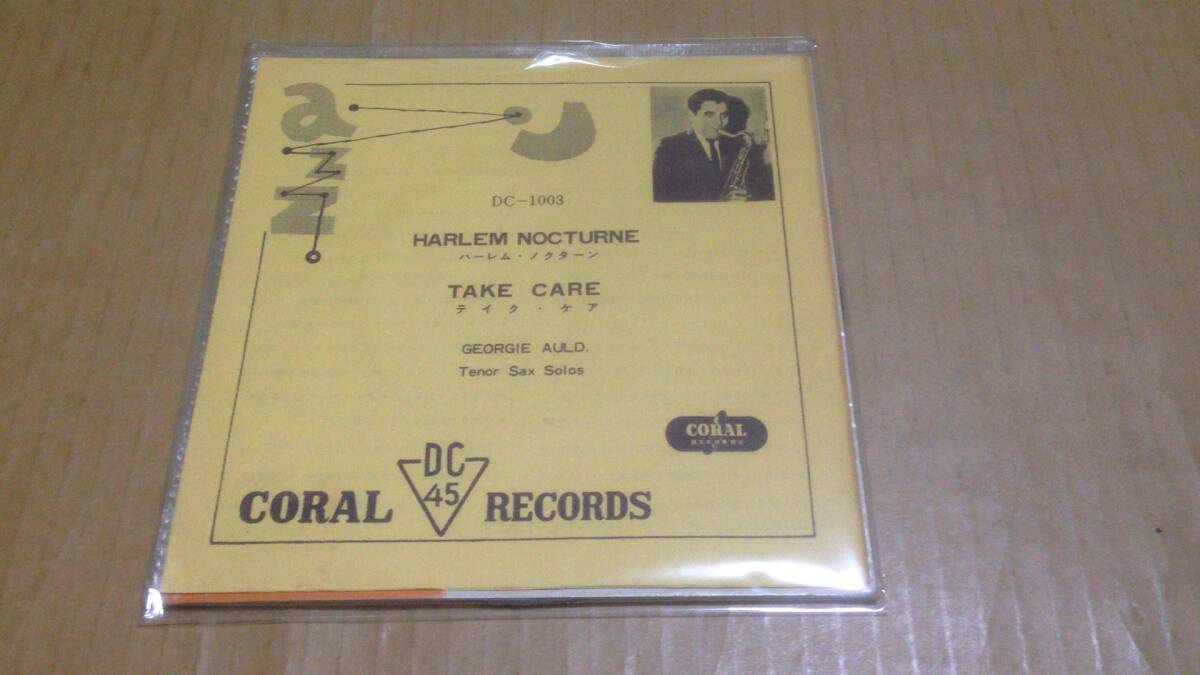 Jazz
DC-1003
HARLEM NOCTURNE
ハーレム・ノクターン
TAKE CARE
テイク・ケア
GEORGIE AULD.
Tenor Sax Solos
CORAL
RECORDS
DC
45
CORAL RECORDS